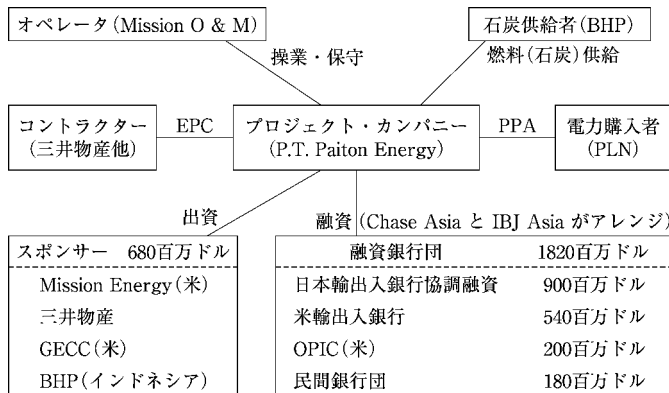 オペレータ(Mission O & M)
石炭供給者(BHP)
操業・保守
燃料(石炭)供給
コントラクター
(三井物産他)
EPC
プロジェクト・カンパニー
(P.T. Paiton Energy)
PPA
電力購入者
(PLN)
出資
融資(Chase Asia と IBJ Asia がアレンジ)
スポンサー 680百万ドル
Mission Energy(米)
三井物産
GECC(米)
BHP(インドネシア)
融資銀行団 1820百万ドル
日本輸出入銀行協調融資 900百万ドル
米輸出入銀行 540百万ドル
OPIC(米) 200百万ドル
民間銀行団 180百万ドル